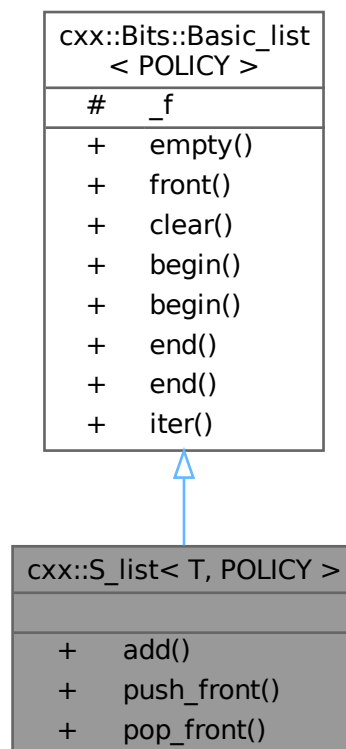 cxx::Bits::Basic_list
< POLICY >
# _f
+ empty()
+ front()
+ clear()
+ begin()
+ begin()
+ end()
+ end()
+ iter()
cxx::S_list< T, POLICY >
+ add()
+ push_front()
+ pop_front()